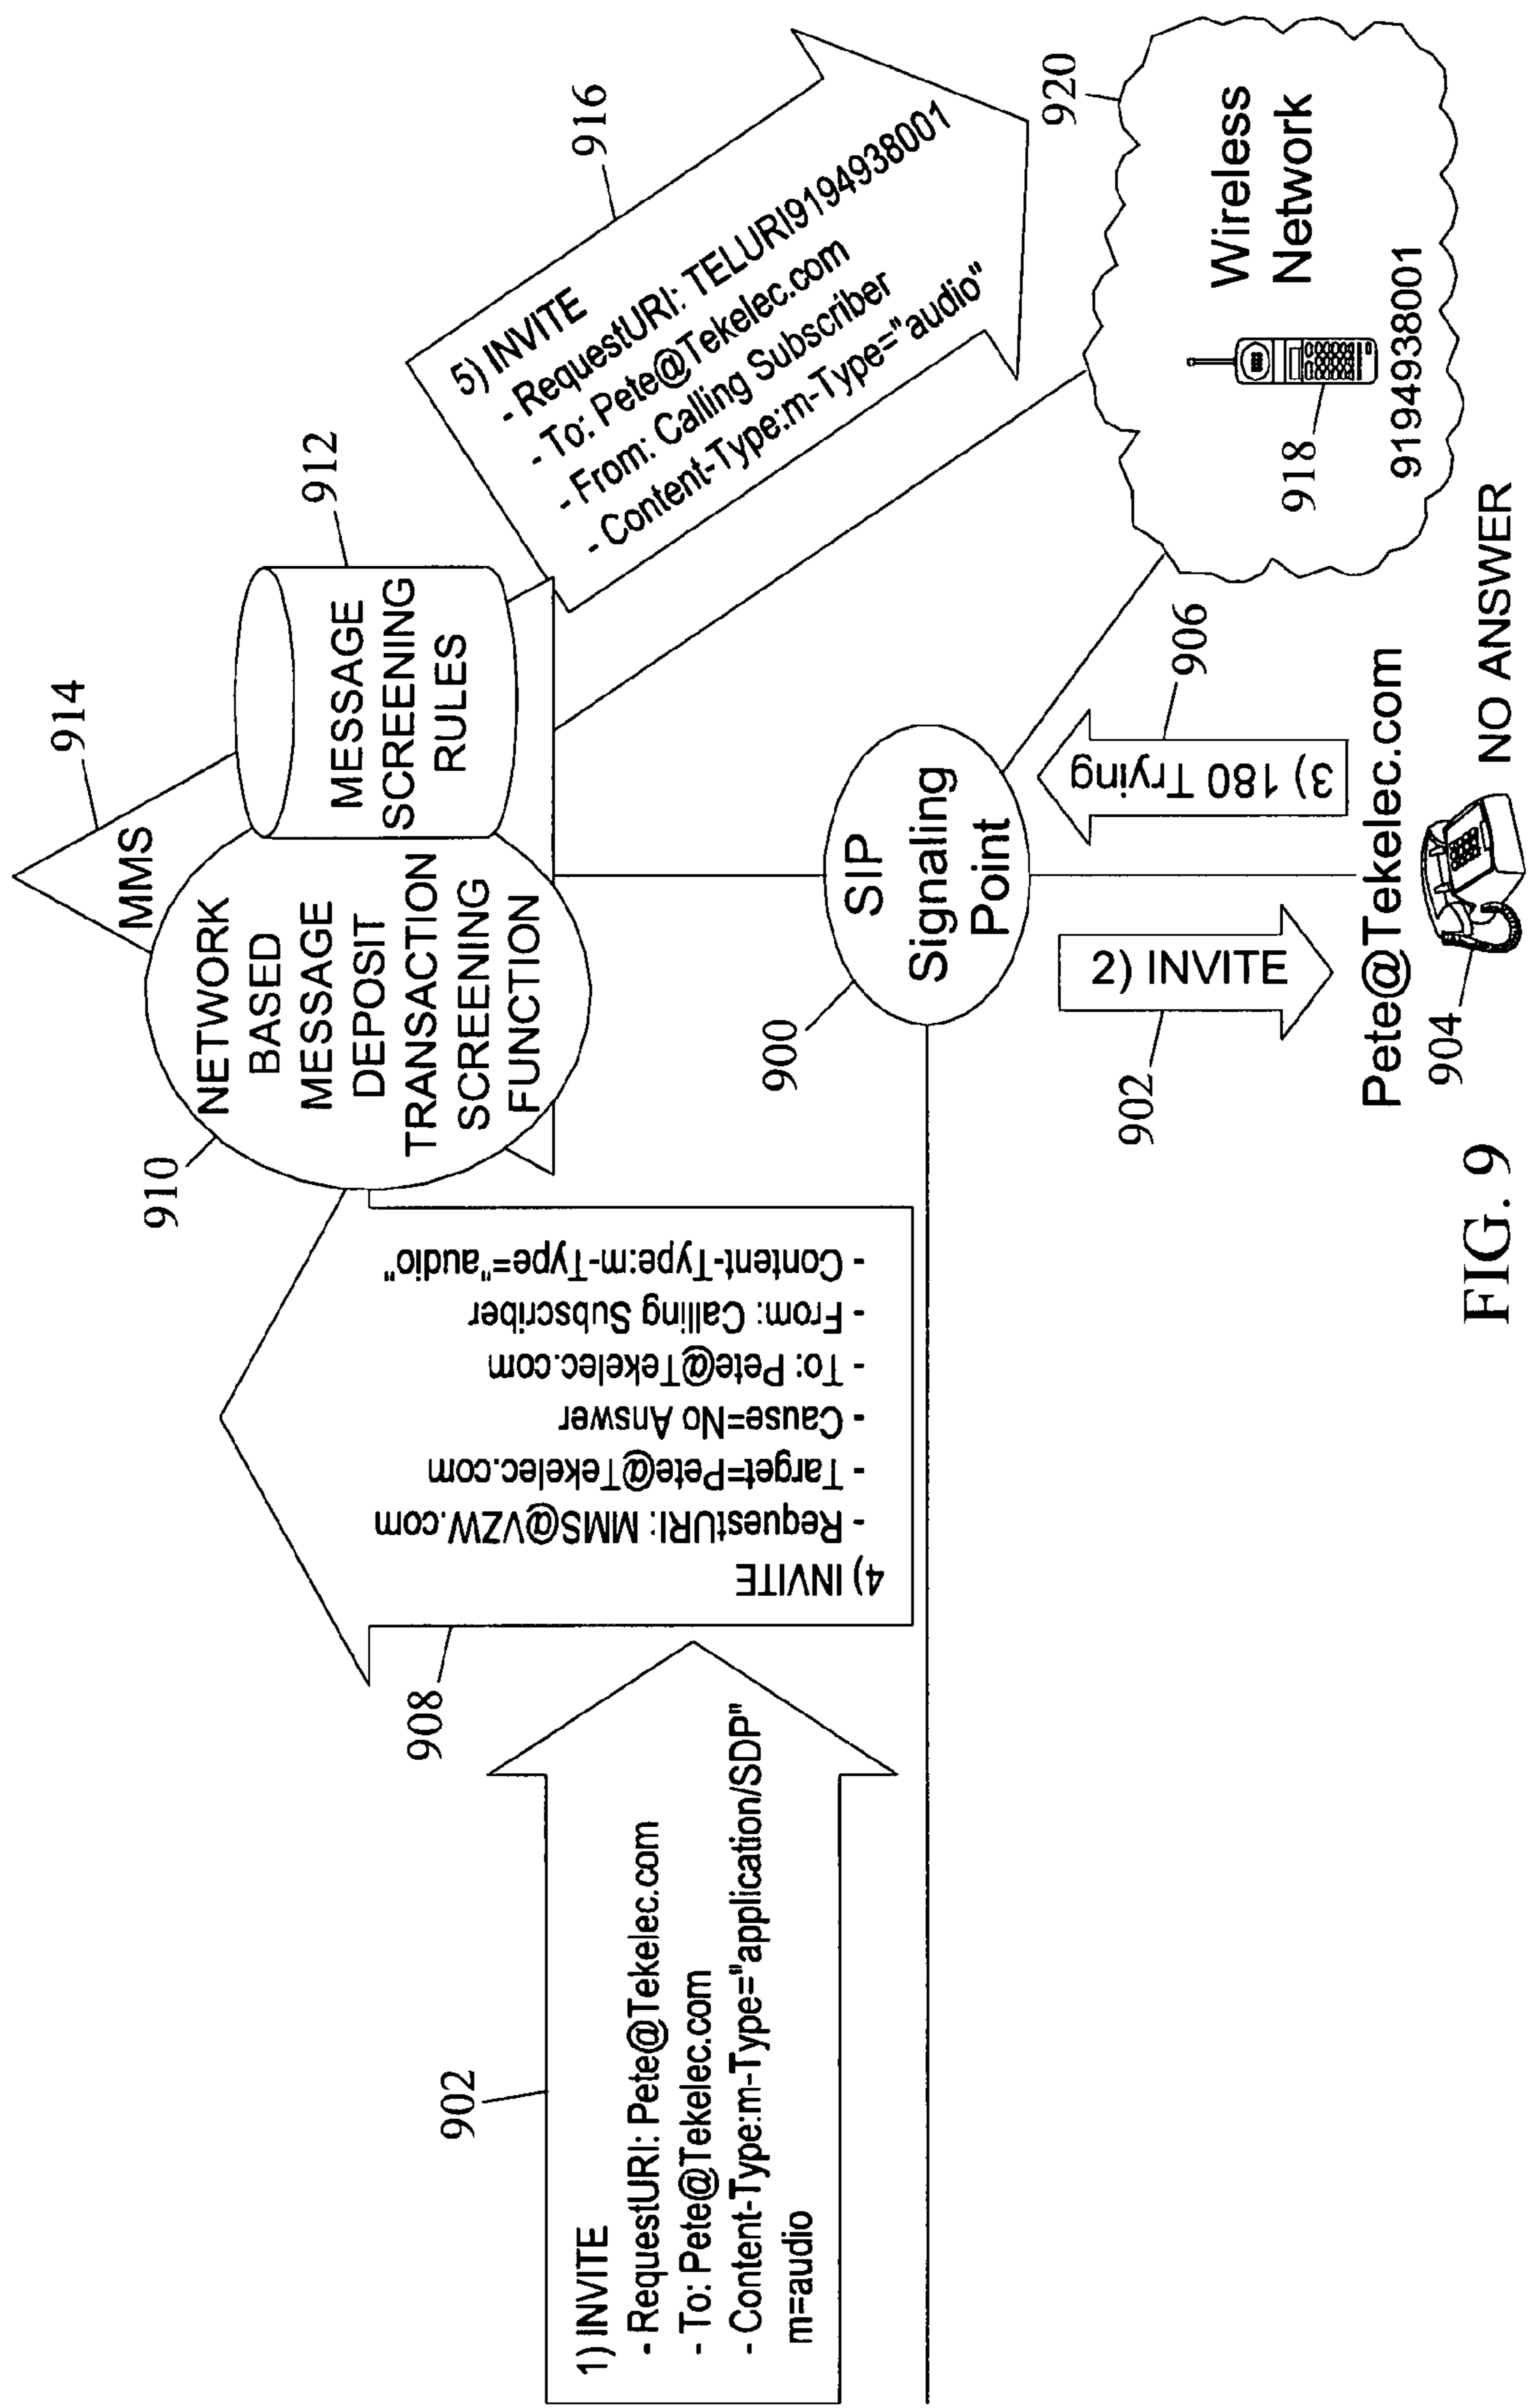 914
MMS
910
NETWORK
BASED
MESSAGE
DEPOSIT
TRANSACTION
SCREENING
FUNCTION
MESSAGE
SCREENING
RULES
912
902
1) INVITE
- RequestURI: Pete@Tekelec.com
- To: Pete@Tekelec.com
- Content-Type:m-Type="application/SDP"
m=audio
908
4) INVITE
- RequestURI: MMS@VZW.com
- Target=Pete@Tekelec.com
- Cause=No Answer
- To: Pete@Tekelec.com
- From: Calling Subscriber
- Content-Type:m-Type="audio"
916
5) INVITE
- RequestURI: TELURI9194938001
- To: Pete@Tekelec.com
- From: Calling Subscriber
- Content-Type:m-Type="audio"
900
SIP
Signaling
Point
902
2) INVITE
906
3) 180 Trying
920
Wireless
Network
918
9194938001
Pete@Tekelec.com
904
NO ANSWER
FIG. 9